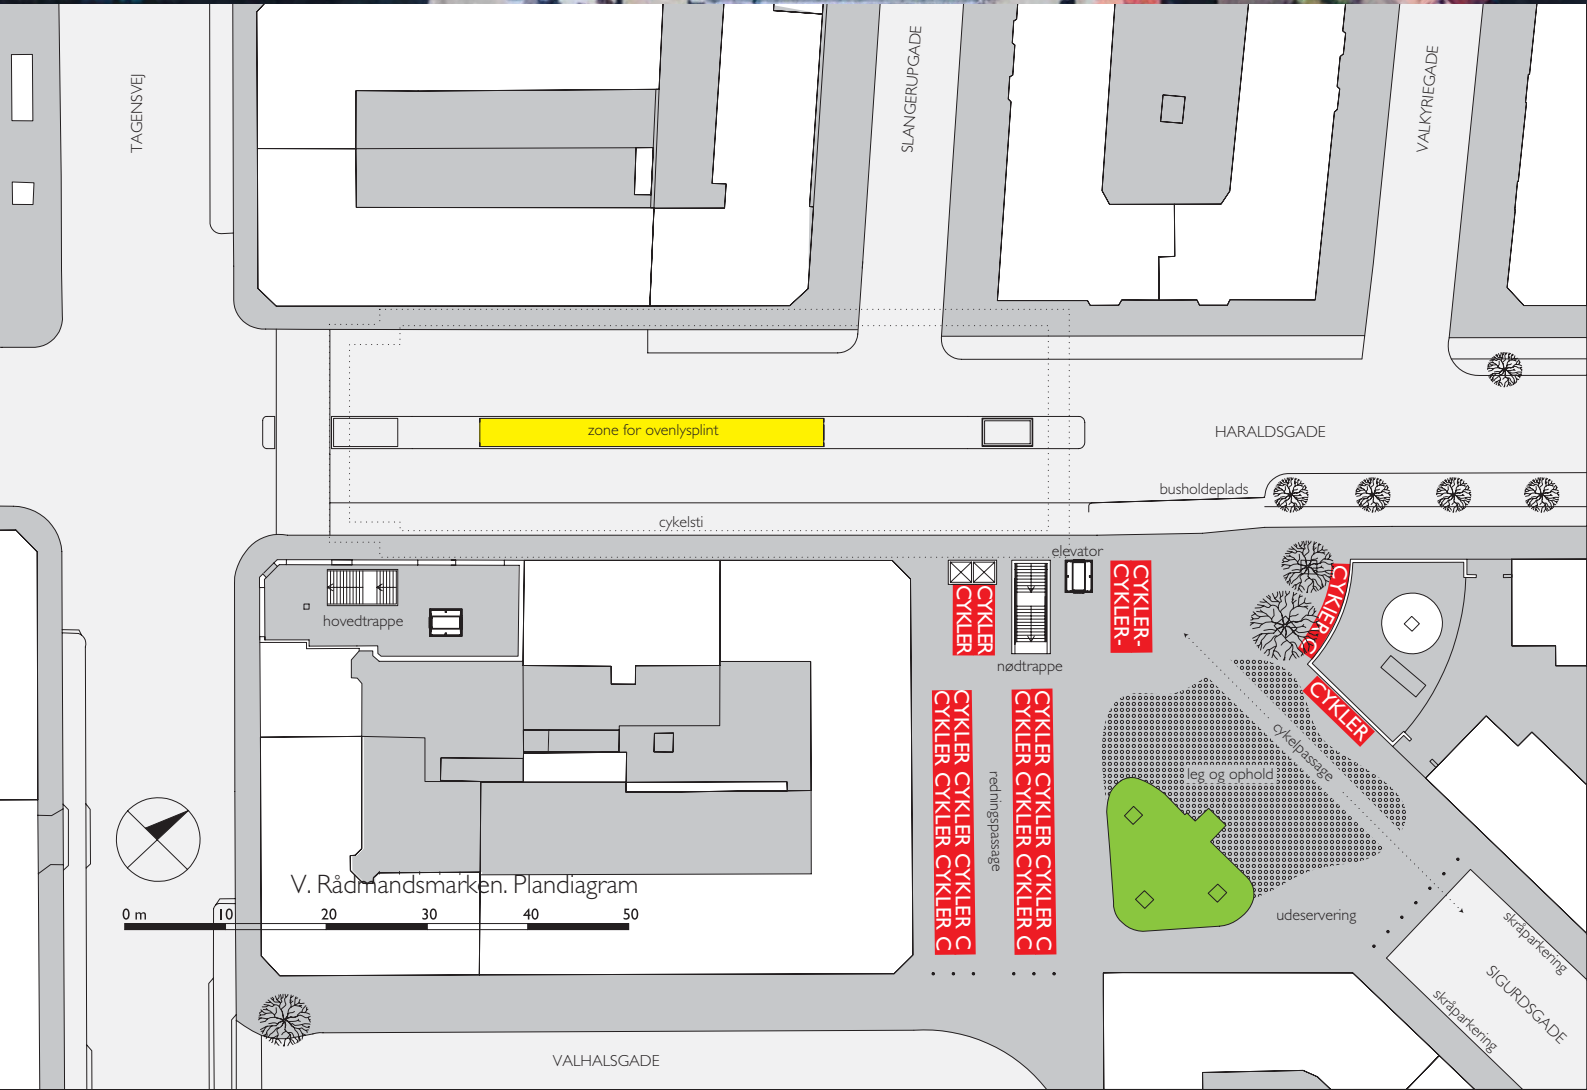 TAGENSVEJ
SLANGERUPGADE
VALKYRIEGADE
zone for ovenlysplint
HARALDSGADE
busholdeplads
cykelsti
elevator
hovedtrappe
CYKLER
CYKLER
CYKLER-
CYKLER-
CYKLER C
nødtrappe
CYKLER
cykelpassage
leg og ophold
CYKLER CYKLER CYKLER C
CYKLER CYKLER CYKLER C
redningspassage
CYKLER CYKLER CYKLER C
CYKLER CYKLER CYKLER C
V. Rådmandsmarken. Plandiagram
0 m 10 20 30 40 50
udeservering
skråparkering
SIGURDSGADE
skråparkering
VALHALSGADE